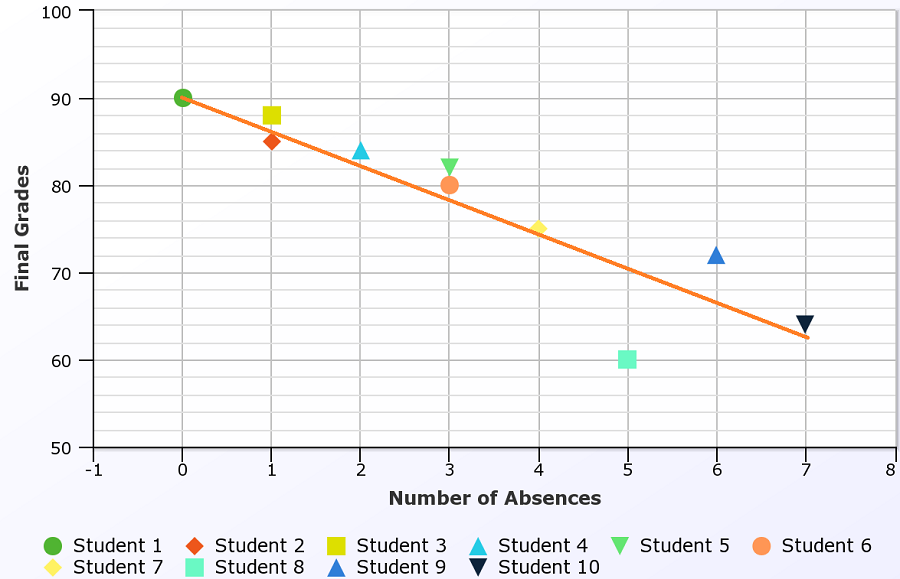 100
90
80
70
60
50
Final Grades
-1 0 1 2 3 4 5 6 7 8
Number of Absences
Student 1 Student 2 Student 3 Student 4 Student 5 Student 6
Student 7 Student 8 Student 9 Student 10